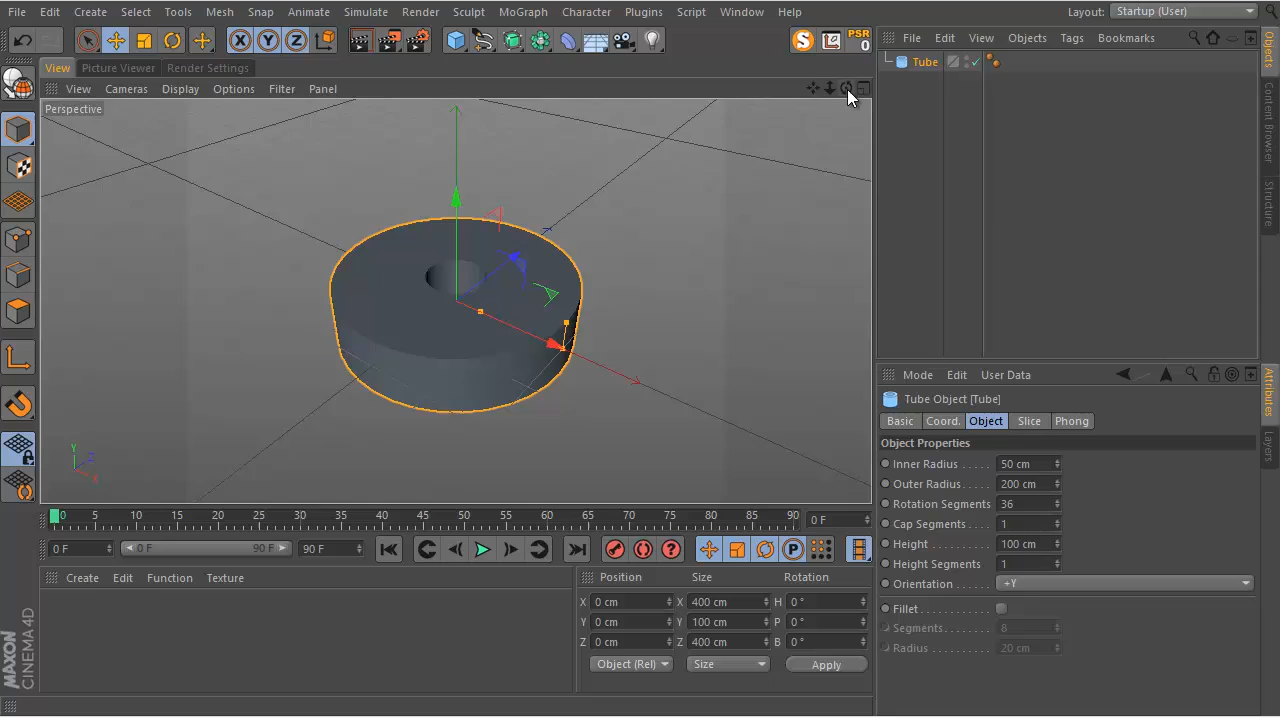 File Edit Create Select Tools Mesh Snap Animate Simulate Render Sculpt MoGraph Character Plugins Script Window Help Layout: Startup (User)
X Y Z S PSR 0
File Edit View Objects Tags Bookmarks
View Picture Viewer Render Settings
Tube
View Cameras Display Options Filter Panel
Perspective
Objects
Content Browser
Structure
Mode Edit User Data
Tube Object [Tube]
Basic Coord. Object Slice Phong
Object Properties
Inner Radius . . . . . 50 cm
Outer Radius . . . . . 200 cm
Rotation Segments 36
Cap Segments . . . . 1
Height . . . . . . . . . . 100 cm
Height Segments 1
Orientation . . . . . . +Y
Fillet . . . . . . . . . . . .
Segments. . . . . . . . 8
Radius . . . . . . . . . . 20 cm
Attributes
Layers
Y Z X
0 5 10 15 20 25 30 35 40 45 50 55 60 65 70 75 80 85 90 0 F
0 F 0 F 90 F 90 F P
Create Edit Function Texture
Position Size Rotation
X 0 cm X 400 cm H 0 °
Y 0 cm Y 100 cm P 0 °
Z 0 cm Z 400 cm B 0 °
Object (Rel) Size Apply
MAXON
CINEMA 4D